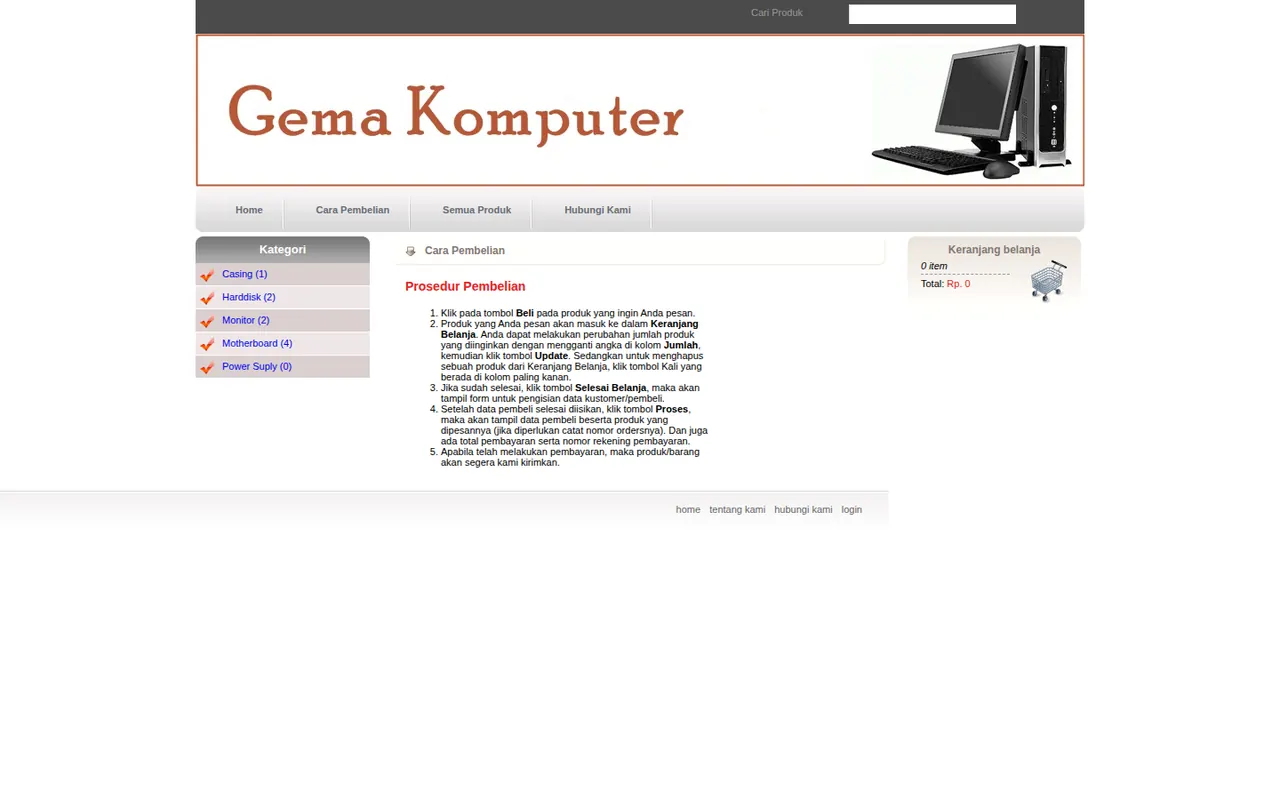 Cari Produk
Gema Komputer
Home
Cara Pembelian
Semua Produk
Hubungi Kami
Kategori
Casing (1)
Harddisk (2)
Monitor (2)
Motherboard (4)
Power Suply (0)
Cara Pembelian
Prosedur Pembelian
1. Klik pada tombol Beli pada produk yang ingin Anda pesan.
2. Produk yang Anda pesan akan masuk ke dalam Keranjang
Belanja. Anda dapat melakukan perubahan jumlah produk
yang diinginkan dengan mengganti angka di kolom Jumlah,
kemudian klik tombol Update. Sedangkan untuk menghapus
sebuah produk dari Keranjang Belanja, klik tombol Kali yang
berada di kolom paling kanan.
3. Jika sudah selesai, klik tombol Selesai Belanja, maka akan
tampil form untuk pengisian data kustomer/pembeli.
4. Setelah data pembeli selesai diisikan, klik tombol Proses,
maka akan tampil data pembeli beserta produk yang
dipesannya (jika diperlukan catat nomor ordersnya). Dan juga
ada total pembayaran serta nomor rekening pembayaran.
5. Apabila telah melakukan pembayaran, maka produk/barang
akan segera kami kirimkan.
Keranjang belanja
0 item
Total: Rp. 0
home tentang kami hubungi kami login